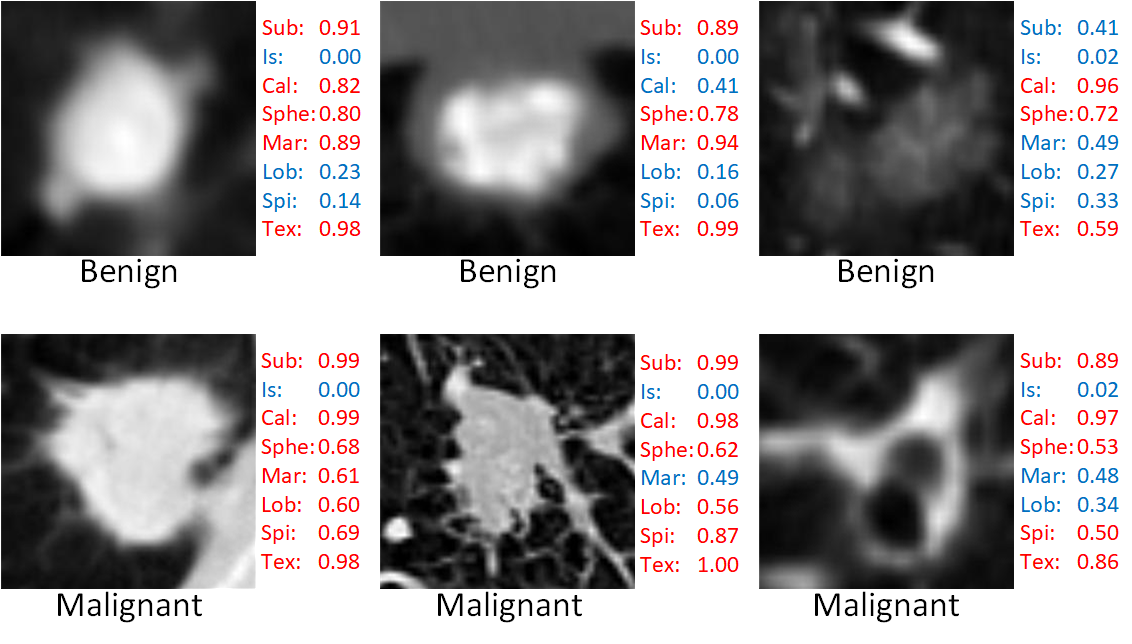 Sub: 0.91
Is: 0.00
Cal: 0.82
Sphe: 0.80
Mar: 0.89
Lob: 0.23
Spi: 0.14
Tex: 0.98
Benign
Sub: 0.89
Is: 0.00
Cal: 0.41
Sphe: 0.78
Mar: 0.94
Lob: 0.16
Spi: 0.06
Tex: 0.99
Benign
Sub: 0.41
Is: 0.02
Cal: 0.96
Sphe: 0.72
Mar: 0.49
Lob: 0.27
Spi: 0.33
Tex: 0.59
Benign
Sub: 0.99
Is: 0.00
Cal: 0.99
Sphe: 0.68
Mar: 0.61
Lob: 0.60
Spi: 0.69
Tex: 0.98
Malignant
Sub: 0.99
Is: 0.00
Cal: 0.98
Sphe: 0.62
Mar: 0.49
Lob: 0.56
Spi: 0.87
Tex: 1.00
Malignant
Sub: 0.89
Is: 0.02
Cal: 0.97
Sphe: 0.53
Mar: 0.48
Lob: 0.34
Spi: 0.50
Tex: 0.86
Malignant